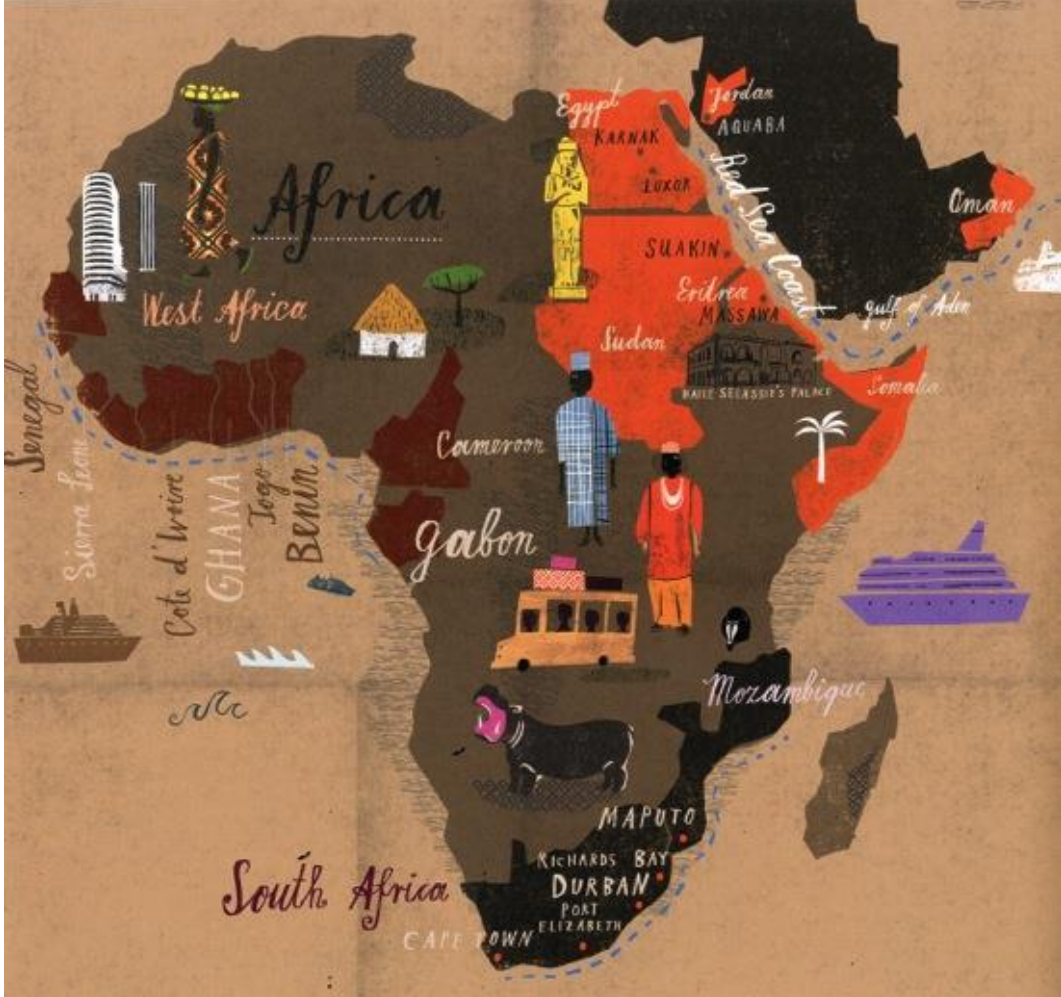 Egypt
KARNAK
LUXOR
Jordan
AQUABA
Red Sea Coast
Oman
Africa
SUAKIN
Eritrea
MASSAWA
gulf of Aden
West Africa
Sudan
HAILE SELASSIE'S PALACE
Somalia
Senegal
Sierra Leone
Cote d'Ivoire
GHANA
Togo
Benin
Cameroon
gabon
Mozambique
MAPUTO
RICHARDS BAY
DURBAN
PORT
ELIZABETH
South Africa
CAPE TOWN